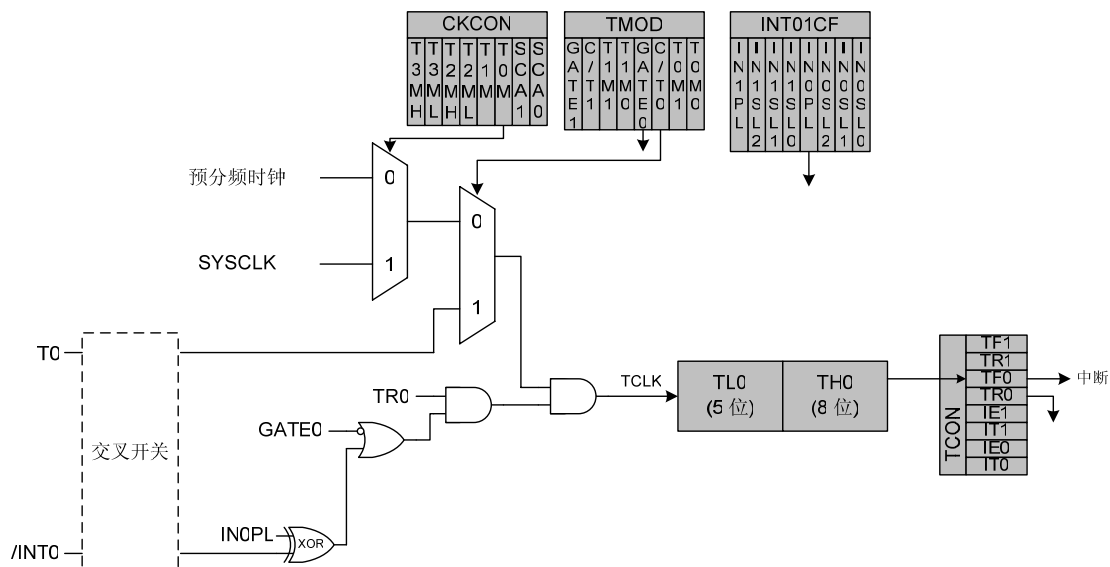 CKCON
T3MH T3ML T2MH T2ML T1M T0M SCA1 SCA0
TMOD
GATE1 C/T1 T1M1 T1M0 GATE0 C/T0 T0M1 T0M0
INT01CF
IN1PL IN1SL2 IN1SL1 IN1SL0 IN0PL IN0SL2 IN0SL1 IN0SL0
预分频时钟
0
SYSCLK
1
0
1
T0
交叉开关
/INT0
TR0
GATE0
IN0PL
XOR
TCLK
TL0
(5 位)
TH0
(8 位)
TCON
TF1
TR1
TF0
TR0
IE1
IT1
IE0
IT0
中断